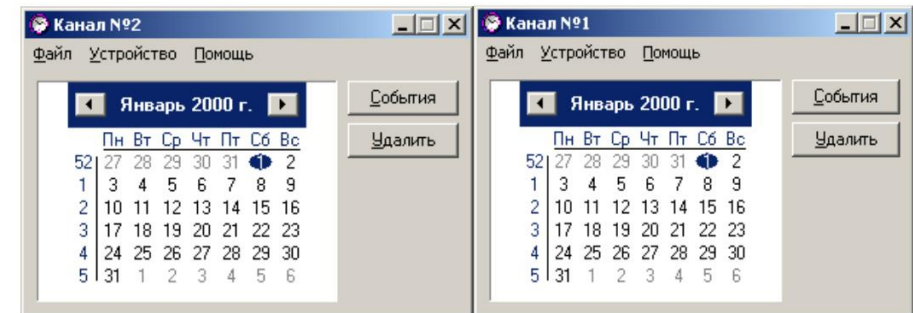 Канал №2
Файл Устройство Помощь
Январь 2000 г.
События
Удалить
Пн Вт Ср Чт Пт Сб Вс
52 27 28 29 30 31 1 2
1 3 4 5 6 7 8 9
2 10 11 12 13 14 15 16
3 17 18 19 20 21 22 23
4 24 25 26 27 28 29 30
5 31 1 2 3 4 5 6
Канал №1
Файл Устройство Помощь
Январь 2000 г.
События
Удалить
Пн Вт Ср Чт Пт Сб Вс
52 27 28 29 30 31 1 2
1 3 4 5 6 7 8 9
2 10 11 12 13 14 15 16
3 17 18 19 20 21 22 23
4 24 25 26 27 28 29 30
5 31 1 2 3 4 5 6